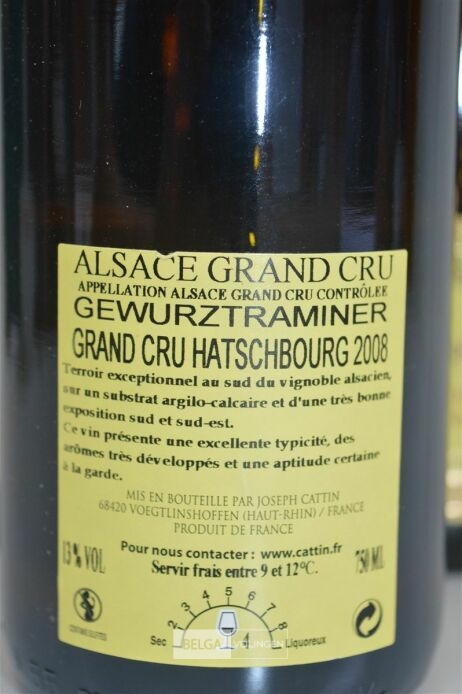 ALSACE GRAND CRU
APPELLATION ALSACE GRAND CRU CONTRÔLÉE
GEWURZTRAMINER
GRAND CRU HATSCHBOURG 2008
Terroir exceptionnel au sud du vignoble alsacien,
sur un substrat argilo-calcaire et d'une très bonne
exposition sud et sud-est.
Ce vin présente une excellente typicité, des
arômes très développés et une aptitude certaine
à la garde.
MIS EN BOUTEILLE PAR JOSEPH CATTIN
68420 VOEGTLINSHOFFEN (HAUT-RHIN) / FRANCE
PRODUIT DE FRANCE
Pour nous contacter : www.cattin.fr
13 % VOL
750 ML
Servir frais entre 9 et 12°C.
2 3 4 5 6 7 8
Sec
Liquoreux
BELGA VEILINGEN
CONTIENT SULFITES